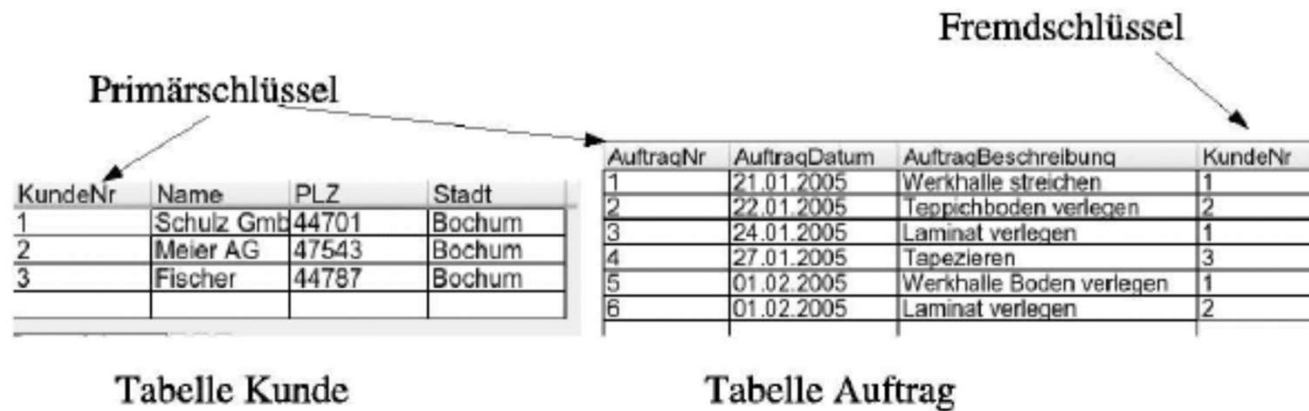 Fremdschlüssel
Primärschlüssel
KundeNr Name PLZ Stadt
1 Schulz Gmb 44701 Bochum
2 Meier AG 47543 Bochum
3 Fischer 44787 Bochum
AuftragNr AuftragDatum AuftragBeschreibung KundeNr
1 21.01.2005 Werkhalle streichen 1
2 22.01.2005 Teppichboden verlegen 2
3 24.01.2005 Laminat verlegen 1
4 27.01.2005 Tapezieren 3
5 01.02.2005 Werkhalle Boden verlegen 1
6 01.02.2005 Laminat verlegen 2
Tabelle Kunde
Tabelle Auftrag